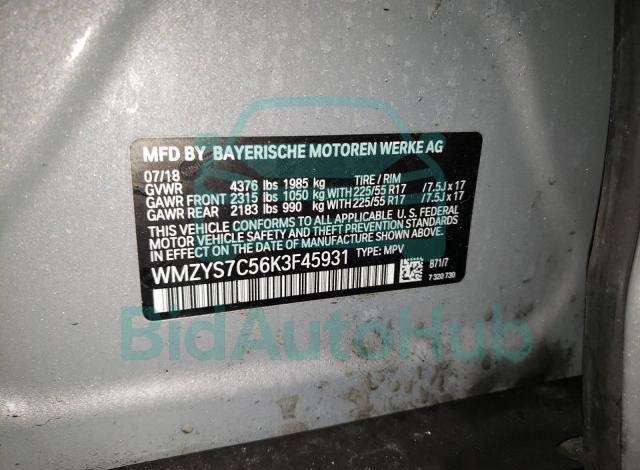 MFD BY BAYERISCHE MOTOREN WERKE AG
07/18 TIRE / RIM
GVWR 4376 lbs 1985 kg
GAWR FRONT 2315 lbs 1050 kg WITH 225/55 R17 /7.5J x 17
GAWR REAR 2183 lbs 990 kg WITH 225/55 R17 /7.5J x 17
THIS VEHICLE CONFORMS TO ALL APPLICABLE U.S. FEDERAL
MOTOR VEHICLE SAFETY, AND THEFT PREVENTION STANDARDS
IN EFFECT ON THE DATE OF MANUFACTURE SHOWN ABOVE.
WMZYS7C56K3F45931 TYPE: MPV
B71/7
7 320 730
BidAutoHub